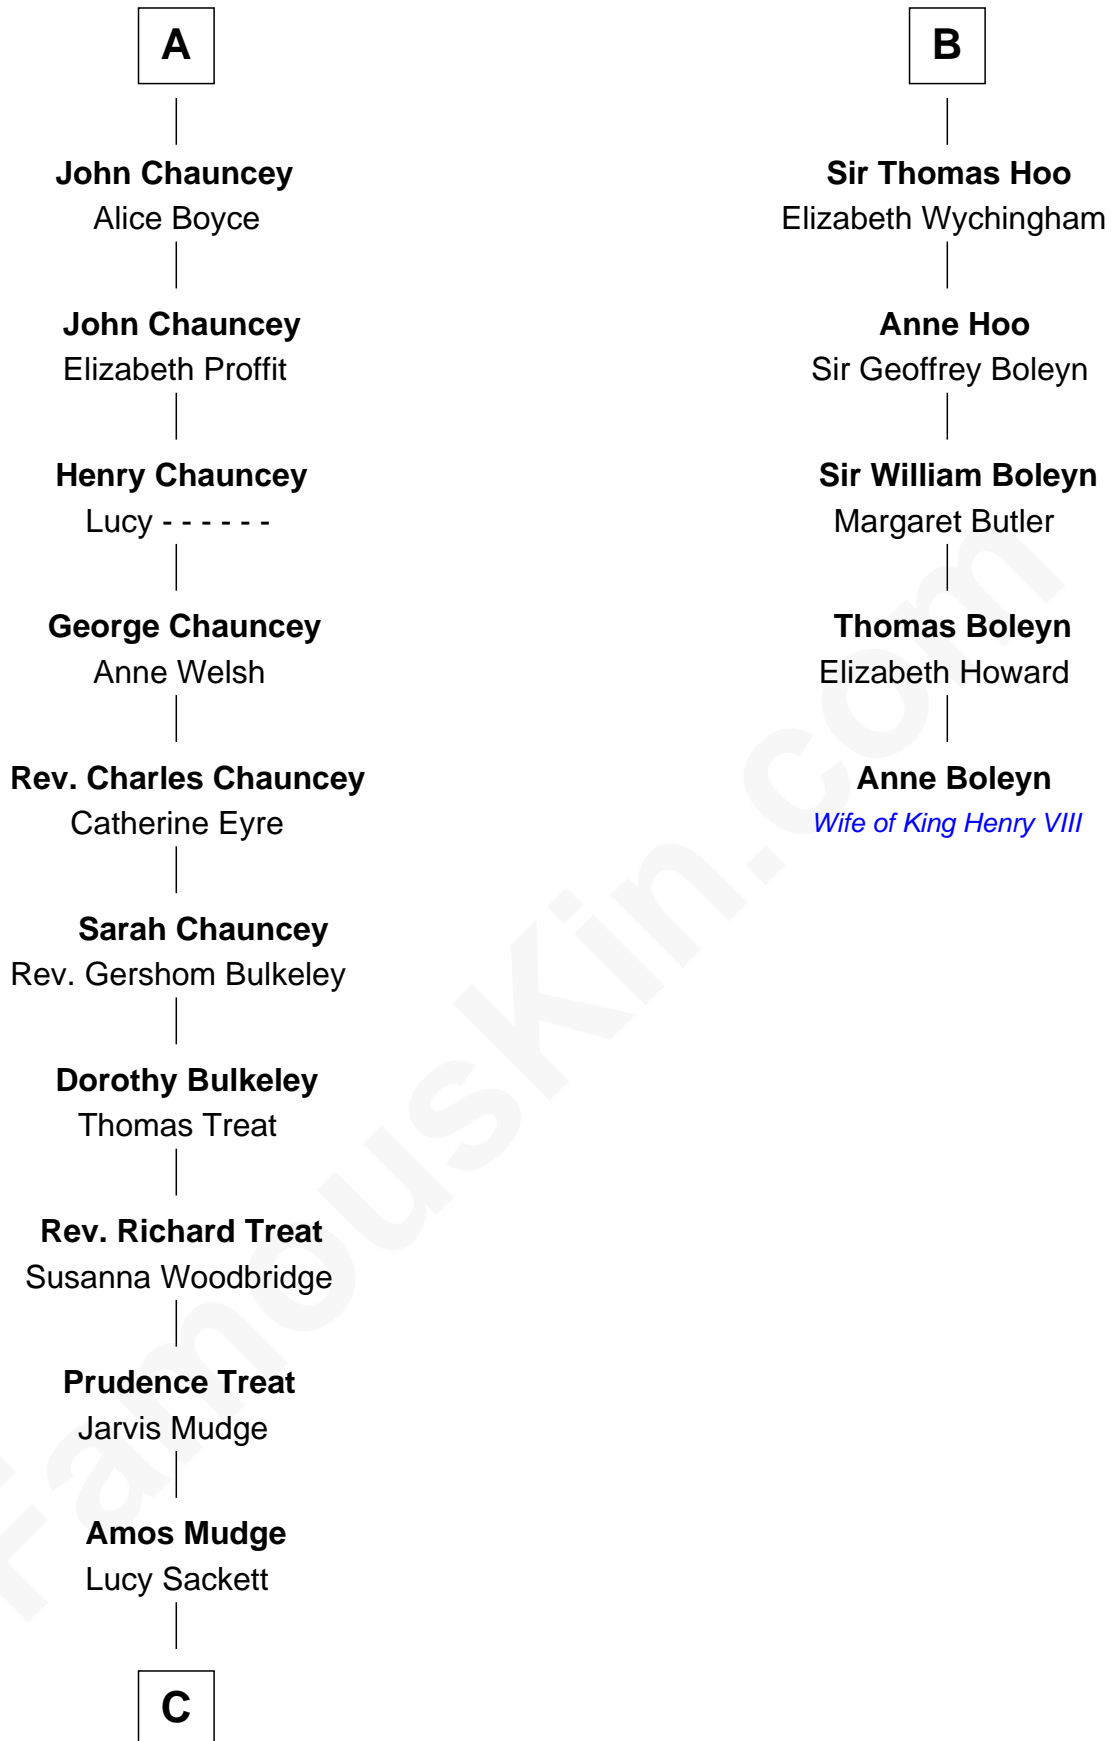 A
John Chauncey
Alice Boyce
John Chauncey
Elizabeth Proffit
Henry Chauncey
Lucy - - - - - -
George Chauncey
Anne Welsh
Rev. Charles Chauncey
Catherine Eyre
Sarah Chauncey
Rev. Gershom Bulkeley
Dorothy Bulkeley
Thomas Treat
Rev. Richard Treat
Susanna Woodbridge
Prudence Treat
Jarvis Mudge
Amos Mudge
Lucy Sackett
C
B
Sir Thomas Hoo
Elizabeth Wychingham
Anne Hoo
Sir Geoffrey Boleyn
Sir William Boleyn
Margaret Butler
Thomas Boleyn
Elizabeth Howard
Anne Boleyn
Wife of King Henry VIII
FamousKin.com